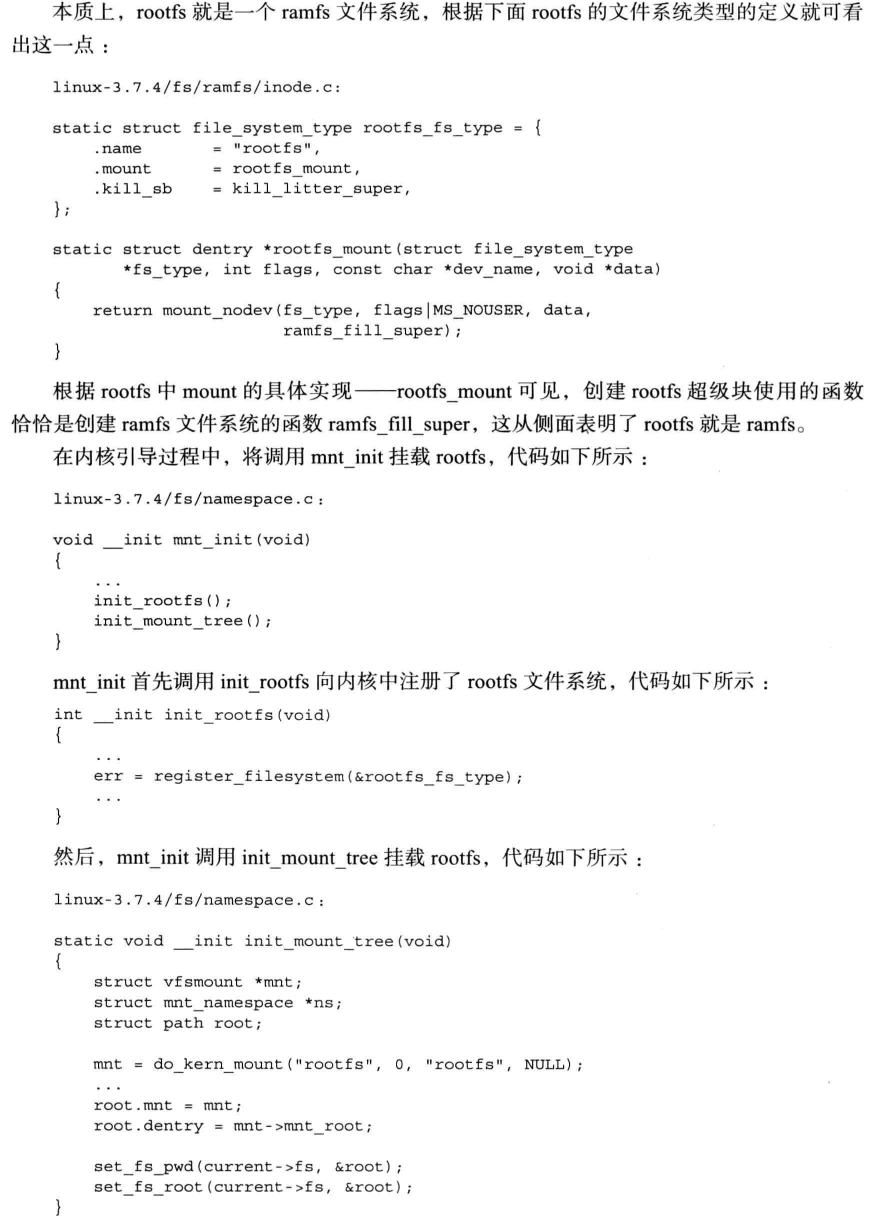 本质上，rootfs 就是一个 ramfs 文件系统，根据下面 rootfs 的文件系统类型的定义就可看
出这一点：
linux-3.7.4/fs/ramfs/inode.c:
static struct file_system_type rootfs_fs_type = {
    .name       = "rootfs",
    .mount      = rootfs_mount,
    .kill_sb    = kill_litter_super,
};
static struct dentry *rootfs_mount(struct file_system_type
       *fs_type, int flags, const char *dev_name, void *data)
{
    return mount_nodev(fs_type, flags|MS_NOUSER, data,
                       ramfs_fill_super);
}
根据 rootfs 中 mount 的具体实现——rootfs_mount 可见，创建 rootfs 超级块使用的函数
恰恰是创建 ramfs 文件系统的函数 ramfs_fill_super，这从侧面表明了 rootfs 就是 ramfs。
在内核引导过程中，将调用 mnt_init 挂载 rootfs，代码如下所示：
linux-3.7.4/fs/namespace.c:
void __init mnt_init(void)
{
    ...
    init_rootfs();
    init_mount_tree();
}
mnt_init 首先调用 init_rootfs 向内核中注册了 rootfs 文件系统，代码如下所示：
int __init init_rootfs(void)
{
    ...
    err = register_filesystem(&rootfs_fs_type);
    ...
}
然后，mnt_init 调用 init_mount_tree 挂载 rootfs，代码如下所示：
linux-3.7.4/fs/namespace.c:
static void __init init_mount_tree(void)
{
    struct vfsmount *mnt;
    struct mnt_namespace *ns;
    struct path root;
    mnt = do_kern_mount("rootfs", 0, "rootfs", NULL);
    ...
    root.mnt = mnt;
    root.dentry = mnt->mnt_root;
    set_fs_pwd(current->fs, &root);
    set_fs_root(current->fs, &root);
}